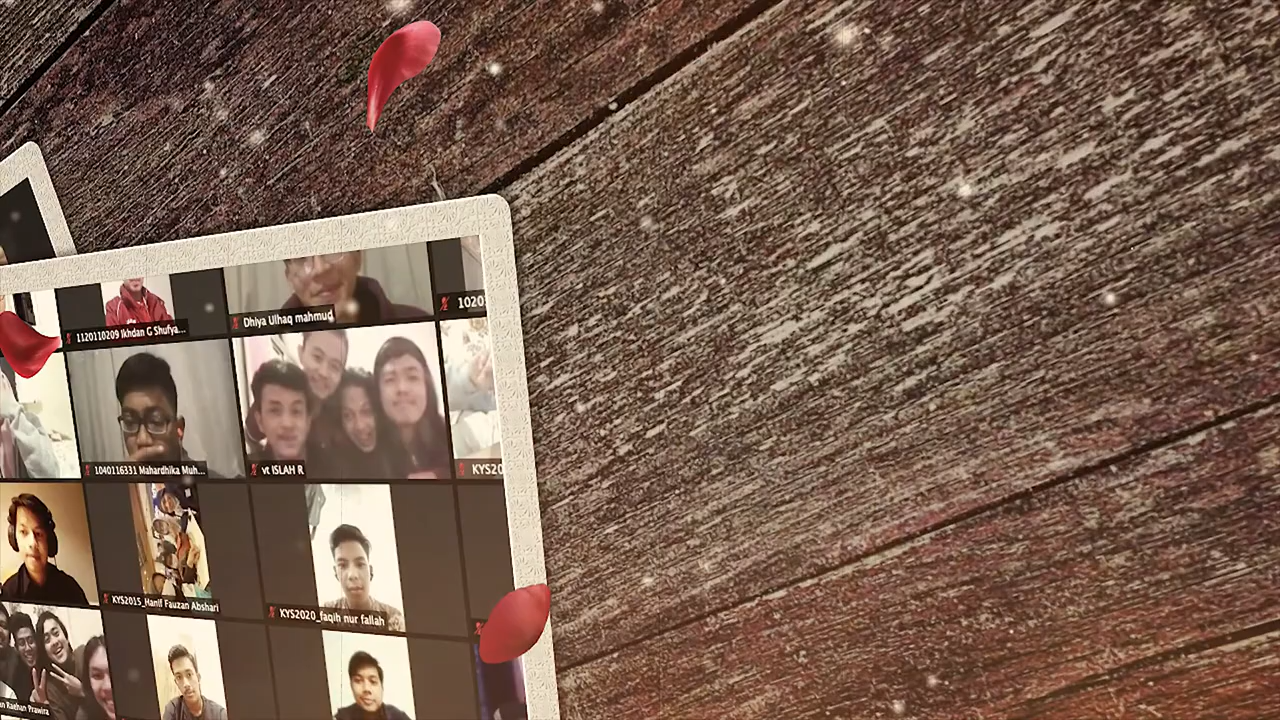 1120110209 Ikhdan G Shufya...
Dhiya Ulhaq mahmud
1020
1040116331 Mahardhika Muh...
vt ISLAH R
KYS20
KYS2015_Hanif Fauzan Abshari
KYS2020_faqih nur fallah
Raehan Prawira